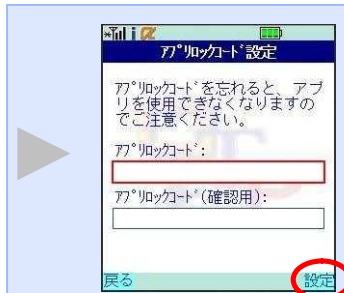 ｱﾌﾟﾘﾛｯｸｺｰﾄﾞ設定
ｱﾌﾟﾘﾛｯｸｺｰﾄﾞを忘れると、アプ
リを使用できなくなりますの
でご注意ください。
ｱﾌﾟﾘﾛｯｸｺｰﾄﾞ:
ｱﾌﾟﾘﾛｯｸｺｰﾄﾞ(確認用):
戻る 設定